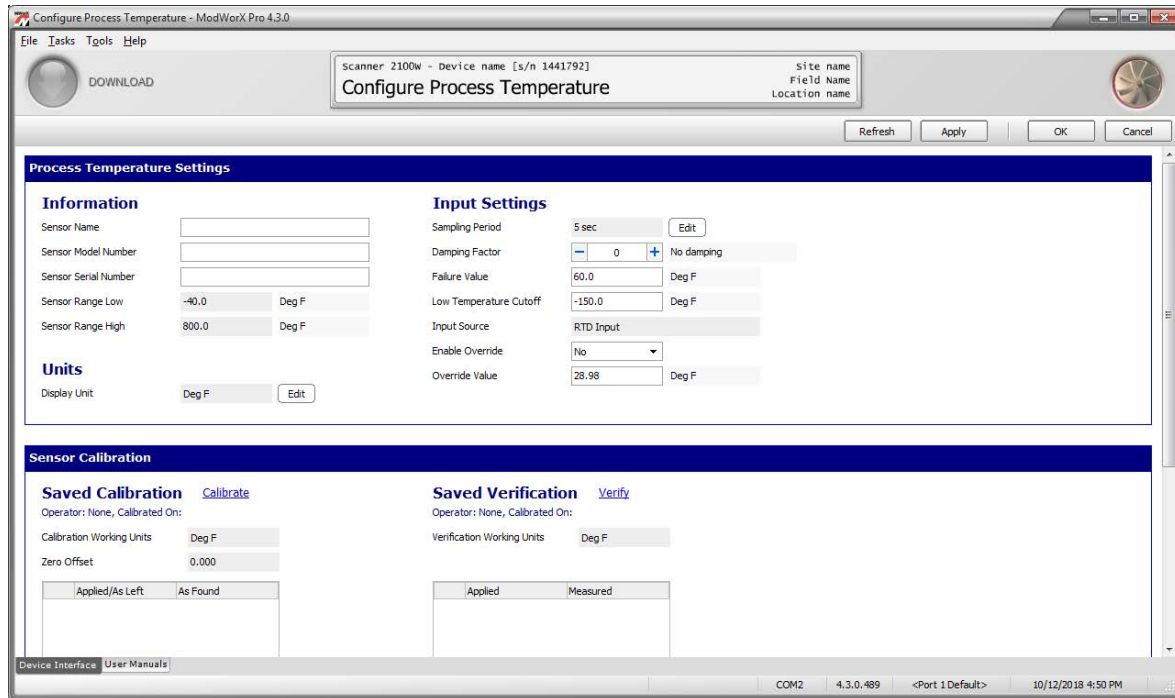 Configure Process Temperature - ModWorX Pro 4.3.0
File Tasks Tools Help
DOWNLOAD
Scanner 2100W - Device name [s/n 1441792] Site name
Field Name
Configure Process Temperature
Location name
Refresh Apply OK Cancel
Process Temperature Settings
Information
Sensor Name
Sensor Model Number
Sensor Serial Number
Sensor Range Low -40.0 Deg F
Sensor Range High 800.0 Deg F
Units
Display Unit Deg F Edit
Input Settings
Sampling Period 5 sec Edit
Damping Factor − 0 + No damping
Failure Value 60.0 Deg F
Low Temperature Cutoff -150.0 Deg F
Input Source RTD Input
Enable Override No
Override Value 28.98 Deg F
Sensor Calibration
Saved Calibration Calibrate
Operator: None, Calibrated On:
Calibration Working Units Deg F
Zero Offset 0.000
Applied/As Left As Found
Saved Verification Verify
Operator: None, Calibrated On:
Verification Working Units Deg F
Applied Measured
Device Interface User Manuals
COM2 4.3.0.489 <Port 1 Default> 10/12/2018 4:50 PM